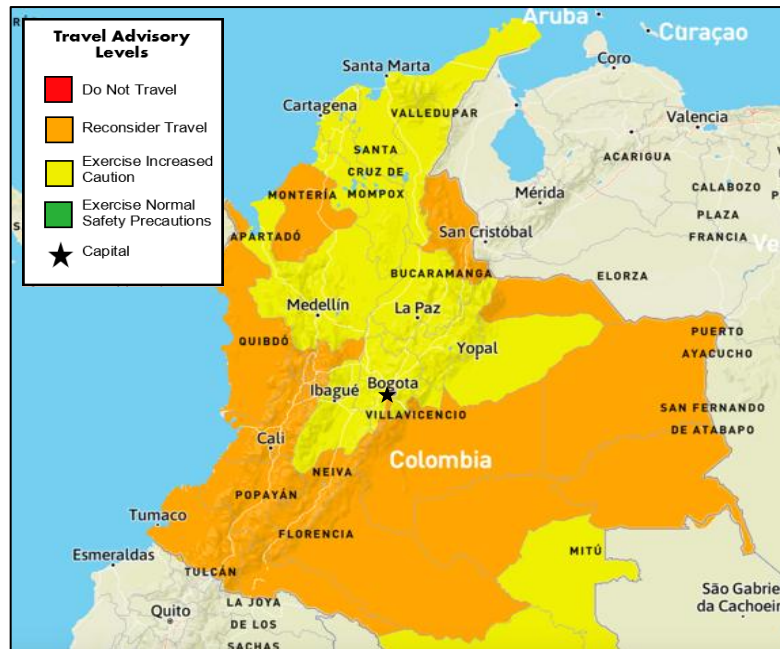 Travel Advisory
Levels
Do Not Travel
Reconsider Travel
Exercise Increased
Caution
Exercise Normal
Safety Precautions
Capital
Aruba
Curaçao
Santa Marta
Coro
Cartagena
VALLEDUPAR
Valencia
SANTA
CRUZ DE
MOMPOX
ACARIGUA
MONTERÍA
Mérida
CALABOZO
PLAZA
FRANCIA
APARTADÓ
San Cristóbal
Ve
BUCARAMANGA
ELORZA
Medellín
La Paz
PUERTO
AYACUCHO
QUIBDÓ
Yopal
Ibagué
Bogota
VILLAVICENCIO
SAN FERNANDO
DE ATABAPO
Cali
Colombia
NEIVA
POPAYÁN
Tumaco
FLORENCIA
Esmeraldas
MITÚ
TULCÁN
São Gabrie
da Cachoeir
Quito
LA JOYA
DE LOS
SACHAS